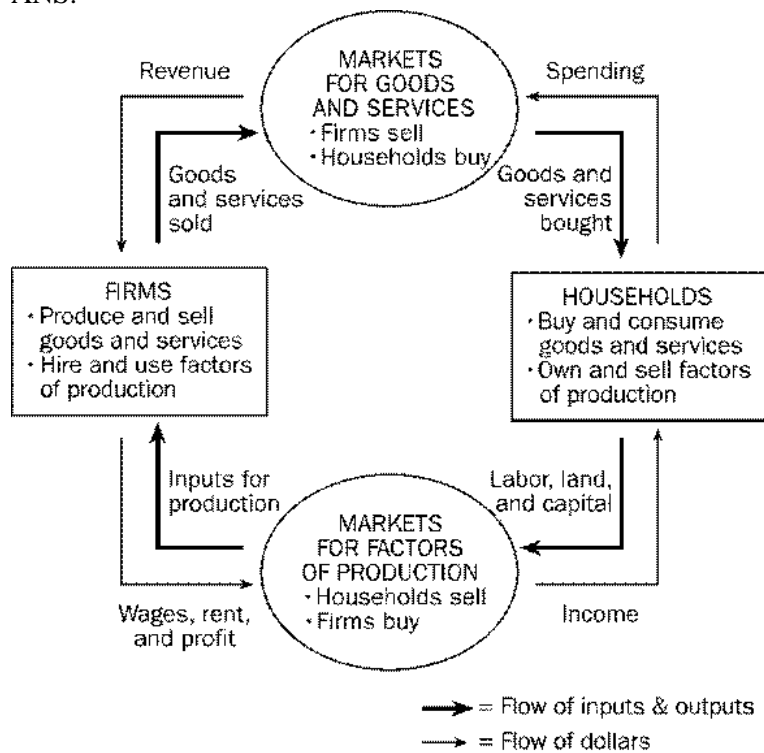 ANS:
MARKETS
FOR GOODS
AND SERVICES
• Firms sell
• Households buy
Revenue
Spending
Goods
and services
sold
Goods and
services
bought
FIRMS
• Produce and sell
goods and services
• Hire and use factors
of production
HOUSEHOLDS
• Buy and consume
goods and services
• Own and sell factors
of production
Inputs for
production
Labor, land,
and capital
MARKETS
FOR FACTORS
OF PRODUCTION
• Households sell
• Firms buy
Wages, rent,
and profit
Income
= Flow of inputs & outputs
= Flow of dollars